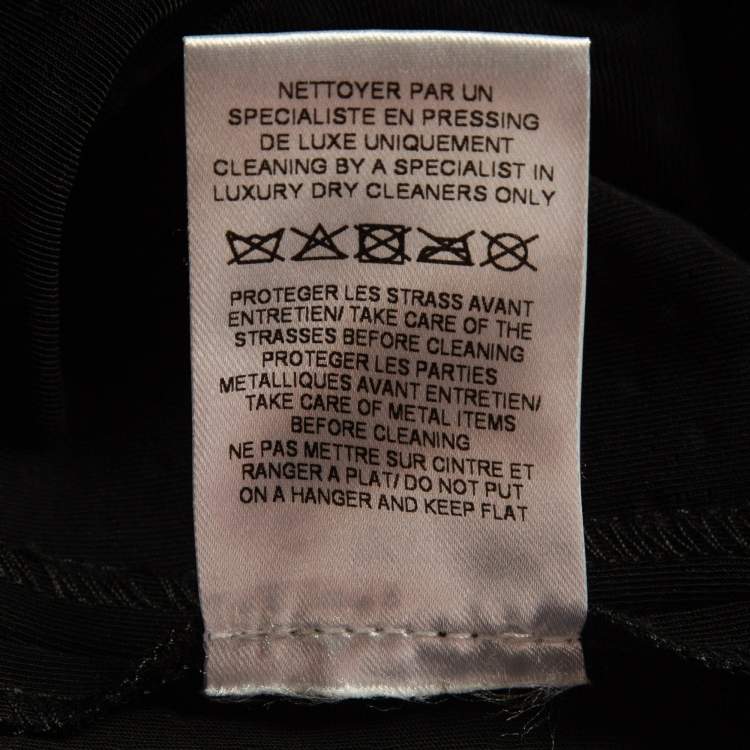 NETTOYER PAR UN
SPECIALISTE EN PRESSING
DE LUXE UNIQUEMENT
CLEANING BY A SPECIALIST IN
LUXURY DRY CLEANERS ONLY
PROTEGER LES STRASS AVANT
ENTRETIEN/ TAKE CARE OF THE
STRASSES BEFORE CLEANING
PROTEGER LES PARTIES
METALLIQUES AVANT ENTRETIEN/
TAKE CARE OF METAL ITEMS
BEFORE CLEANING
NE PAS METTRE SUR CINTRE ET
RANGER A PLAT/ DO NOT PUT
ON A HANGER AND KEEP FLAT